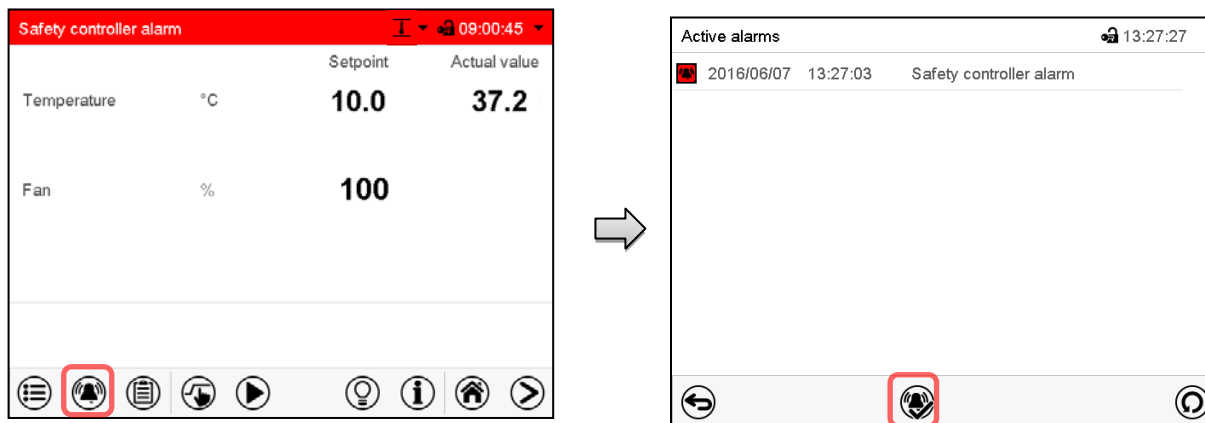 Safety controller alarm 09:00:45
Setpoint Actual value
Temperature °C 10.0 37.2
Fan % 100
Active alarms 13:27:27
2016/06/07 13:27:03 Safety controller alarm